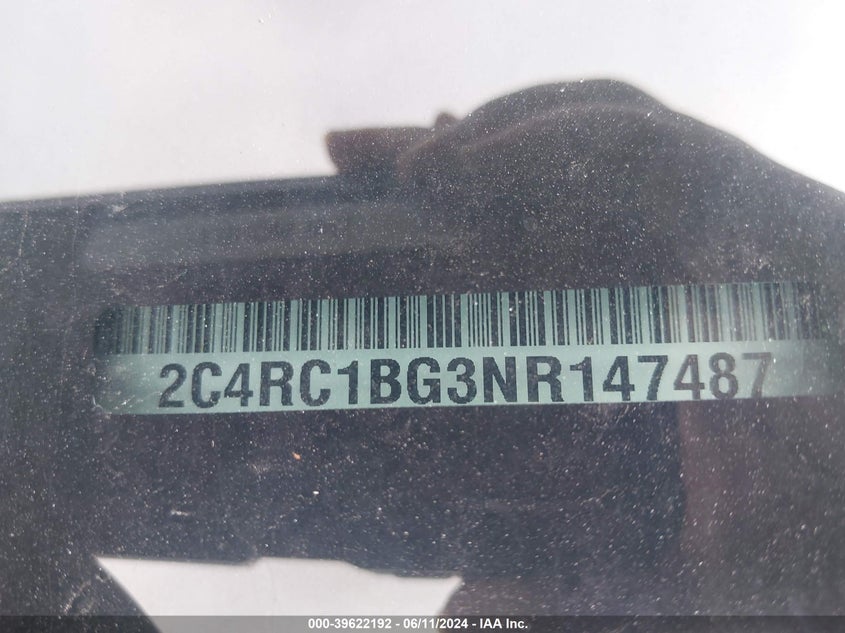 2C4RC1BG3NR147487
000-39622192 - 06/11/2024 - IAA Inc.